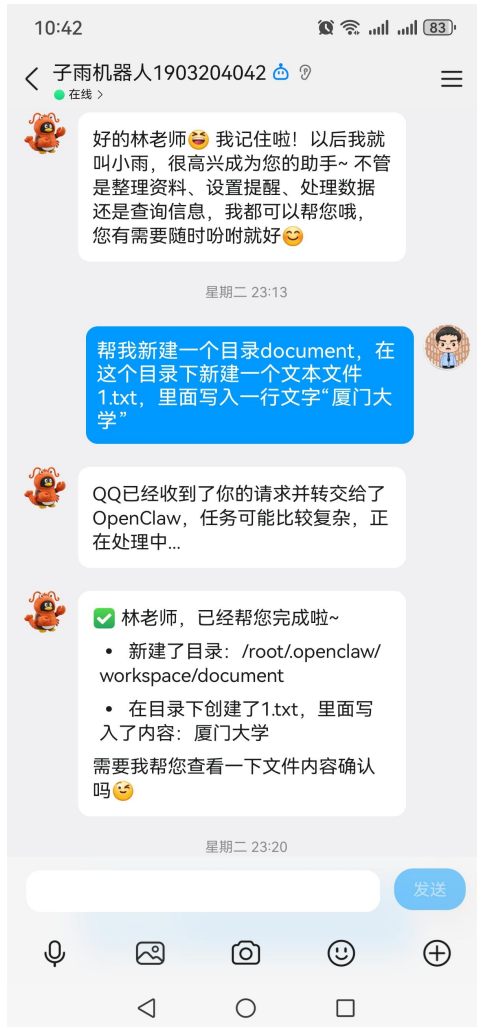 10:42
83
子雨机器人1903204042
在线 >
好的林老师😆 我记住啦！以后我就
叫小雨，很高兴成为您的助手~ 不管
是整理资料、设置提醒、处理数据
还是查询信息，我都可以帮您哦，
您有需要随时吩咐就好😊
星期二 23:13
帮我新建一个目录document，在
这个目录下新建一个文本文件
1.txt，里面写入一行文字“厦门大
学”
QQ已经收到了你的请求并转交给了
OpenClaw，任务可能比较复杂，正
在处理中...
✅ 林老师，已经帮您完成啦~
• 新建了目录：/root/.openclaw/
workspace/document
• 在目录下创建了1.txt，里面写
入了内容：厦门大学
需要我帮您查看一下文件内容确认
吗😉
星期二 23:20
发送